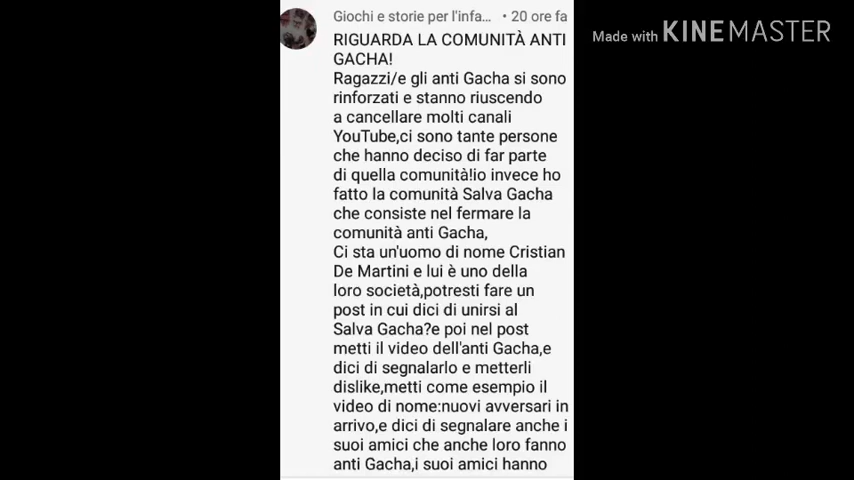 Giochi e storie per l'infa... • 20 ore fa
Made with KINEMASTER
RIGUARDA LA COMUNITÀ ANTI
GACHA!
Ragazzi/e gli anti Gacha si sono
rinforzati e stanno riuscendo
a cancellare molti canali
YouTube,ci sono tante persone
che hanno deciso di far parte
di quella comunità!io invece ho
fatto la comunità Salva Gacha
che consiste nel fermare la
comunità anti Gacha,
Ci sta un'uomo di nome Cristian
De Martini e lui è uno della
loro società,potresti fare un
post in cui dici di unirsi al
Salva Gacha?e poi nel post
metti il video dell'anti Gacha,e
dici di segnalarlo e metterli
dislike,metti come esempio il
video di nome:nuovi avversari in
arrivo,e dici di segnalare anche i
suoi amici che anche loro fanno
anti Gacha,i suoi amici hanno